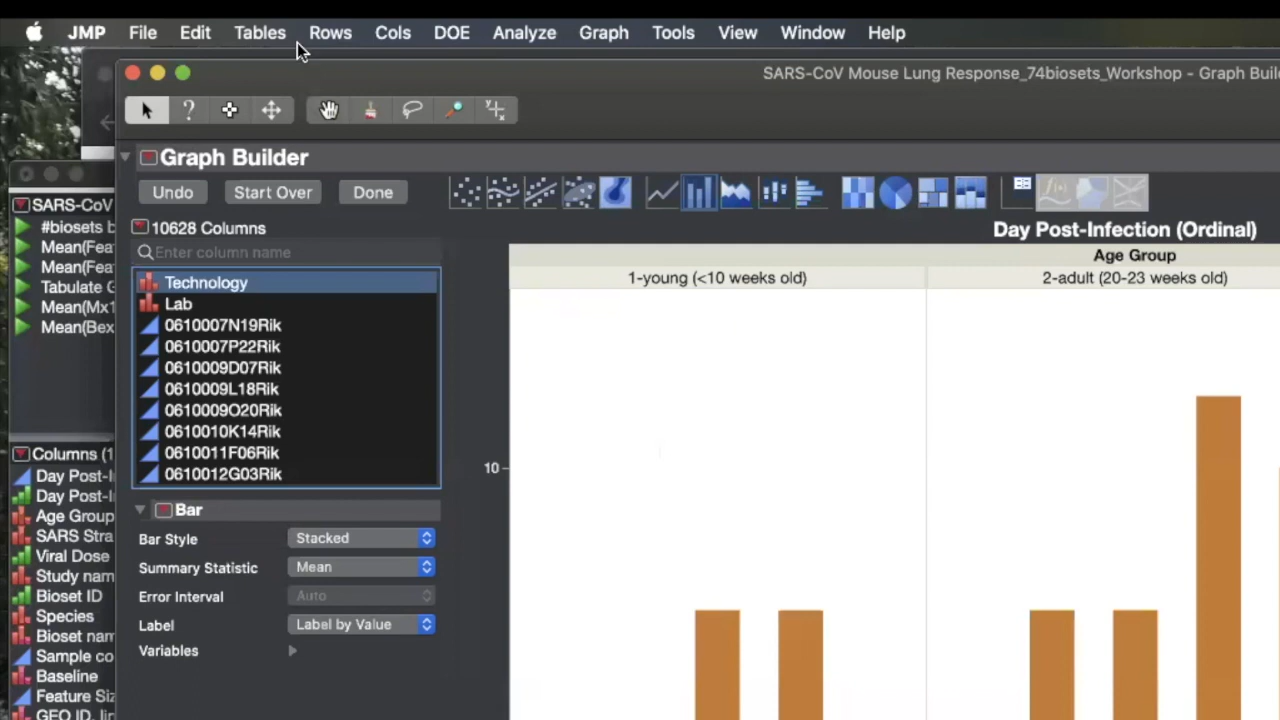 JMP File Edit Tables Rows Cols DOE Analyze Graph Tools View Window Help
SARS-CoV Mouse Lung Response_74biosets_Workshop - Graph Buil
Graph Builder
Undo Start Over Done
SARS-CoV
#biosets b
Mean(Fea
Mean(Fea
Tabulate G
Mean(Mx1
Mean(Bex
10628 Columns
Enter column name
Technology
Lab
0610007N19Rik
0610007P22Rik
0610009D07Rik
0610009L18Rik
0610009O20Rik
0610010K14Rik
0610011F06Rik
0610012G03Rik
Day Post-Infection (Ordinal)
Age Group
1-young (<10 weeks old) 2-adult (20-23 weeks old)
10
Bar
Bar Style Stacked
Summary Statistic Mean
Error Interval Auto
Label Label by Value
Variables
Columns (1
Day Post-I
Day Post-I
Age Group
SARS Stra
Viral Dose
Study nam
Bioset ID
Species
Bioset nam
Sample co
Baseline
Feature Siz
GEO ID, lin